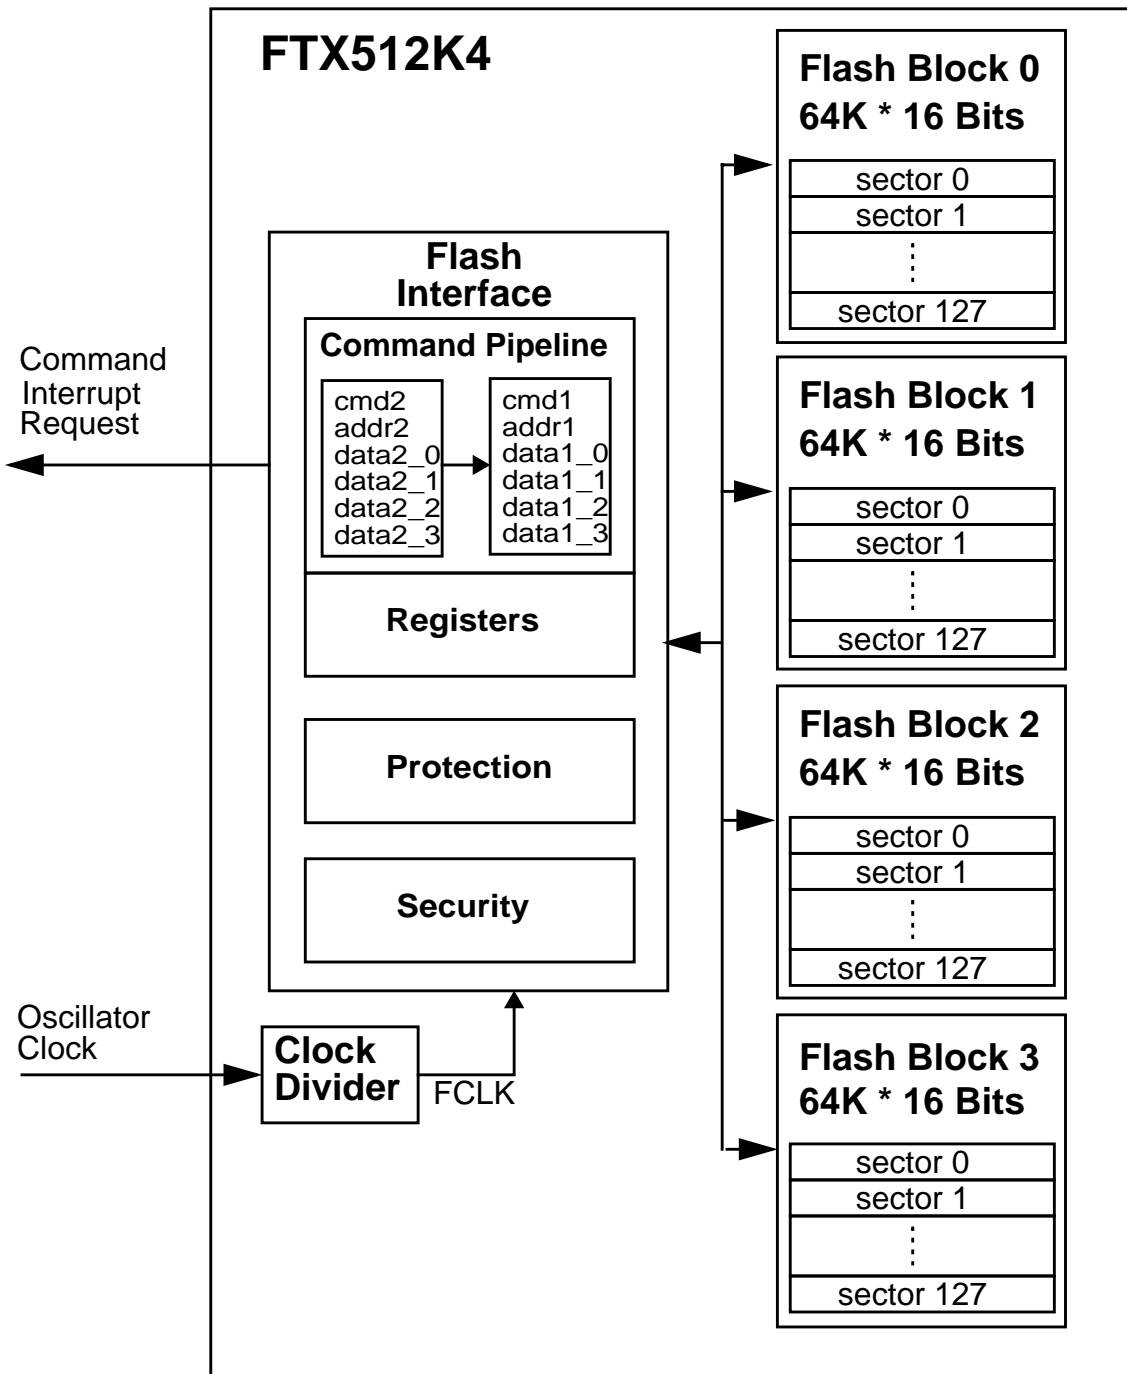 FTX512K4
Flash
Interface
Command Pipeline
cmd2
addr2
data2_0
data2_1
data2_2
data2_3
cmd1
addr1
data1_0
data1_1
data1_2
data1_3
Registers
Protection
Security
Command
Interrupt
Request
Oscillator
Clock
Clock
Divider
FCLK
Flash Block 0
64K * 16 Bits
sector 0
sector 1
sector 127
Flash Block 1
64K * 16 Bits
sector 0
sector 1
sector 127
Flash Block 2
64K * 16 Bits
sector 0
sector 1
sector 127
Flash Block 3
64K * 16 Bits
sector 0
sector 1
sector 127